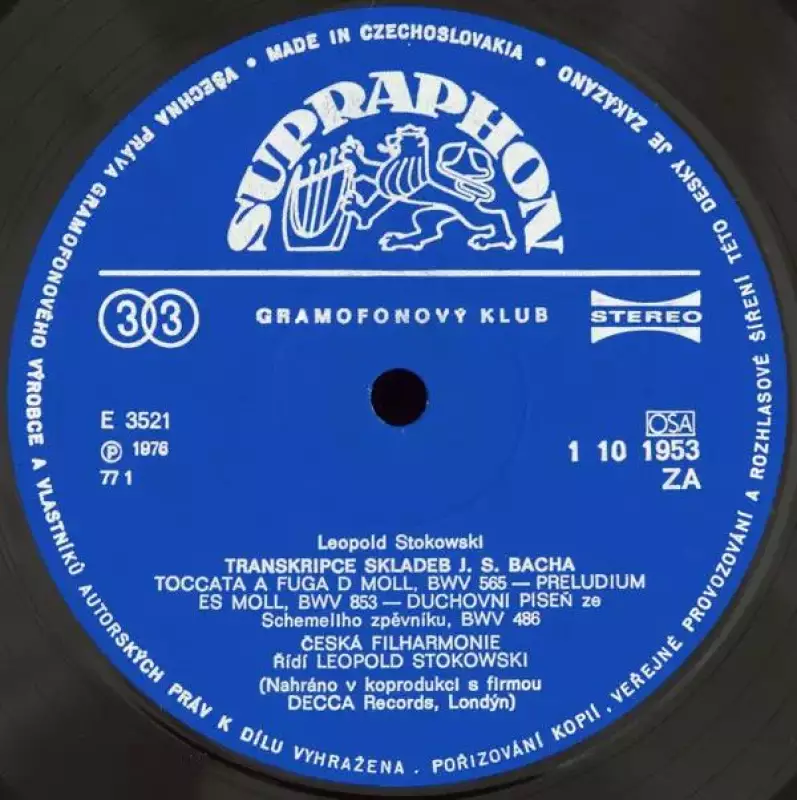 VŠECHNA PRÁVA GRAMOFONOVÉHO VÝROBCE A VLASTNÍKŮ AUTORSKÝCH PRÁV K DÍLU VYHRAŽENA . POŘIZOVÁNÍ KOPIÍ . VEŘEJNÉ PROVOZOVÁNÍ A ROZHLASOVÉ ŠÍŘENÍ TÉTO DESKY JE ZAKÁZÁNO • MADE IN CZECHOSLOVAKIA •
SUPRAPHON
33 GRAMOFONOVÝ KLUB STEREO
E 3521
℗ 1976
77 1
OSA
1 10 1953
ZA
Leopold Stokowski
TRANSKRIPCE SKLADEB J. S. BACHA
TOCCATA A FUGA D MOLL, BWV 565 — PRELUDIUM
ES MOLL, BWV 853 — DUCHOVNI PISEŇ ze
Schemelliho zpěvníku, BWV 486
ČESKÁ FILHARMONIE
Řídí LEOPOLD STOKOWSKI
(Nahráno v koprodukci s firmou
DECCA Records, Londýn)